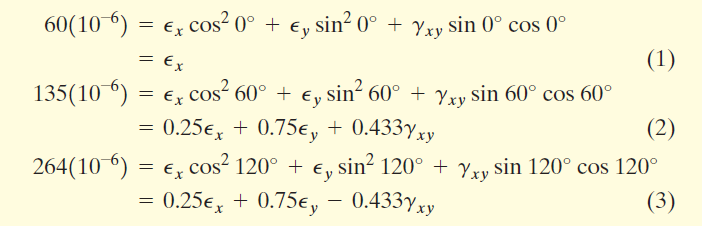 60(10⁻⁶) = ϵₓ cos² 0° + ϵᵧ sin² 0° + γₓᵧ sin 0° cos 0°
= ϵₓ (1)
135(10⁻⁶) = ϵₓ cos² 60° + ϵᵧ sin² 60° + γₓᵧ sin 60° cos 60°
= 0.25ϵₓ + 0.75ϵᵧ + 0.433γₓᵧ (2)
264(10⁻⁶) = ϵₓ cos² 120° + ϵᵧ sin² 120° + γₓᵧ sin 120° cos 120°
= 0.25ϵₓ + 0.75ϵᵧ − 0.433γₓᵧ (3)